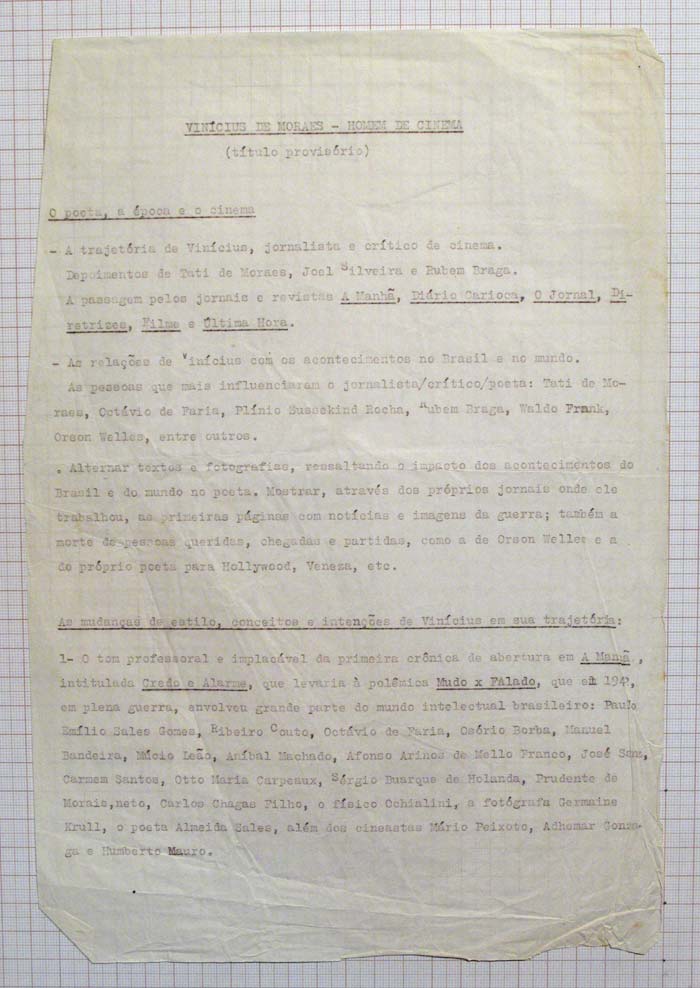 VINÍCIUS DE MORAES - HOMEM DE CINEMA
(título provisório)
O poeta, a época e o cinema
- A trajetória de Vinícius, jornalista e crítico de cinema.
Depoimentos de Tati de Moraes, Joel Silveira e Rubem Braga.
A passagem pelos jornais e revistas A Manhã, Diário Carioca, O Jornal, Di-
retrizes, Filme e Última Hora.
- As relações de Vinícius com os acontecimentos no Brasil e no mundo.
As pessoas que mais influenciaram o jornalista/crítico/poeta: Tati de Mo-
raes, Octávio de Faria, Plínio Sussekind Rocha, Rubem Braga, Waldo Frank,
Orson Welles, entre outros.
. Alternar textos e fotografias, ressaltando o impacto dos acontecimentos do
Brasil e do mundo no poeta. Mostrar, através dos próprios jornais onde ele
trabalhou, as primeiras páginas com notícias e imagens da guerra; também a
morte de pessoas queridas, chegadas e partidas, como a de Orson Welles e a
do próprio poeta para Hollywood, Veneza, etc.
As mudanças de estilo, conceitos e intenções de Vinícius em sua trajetória:
1- O tom professoral e implacável da primeira crônica de abertura em A Manhã,
intitulada Credo e Alarme, que levaria à polêmica Mudo x Falado, que em
em plena guerra, envolveu grande parte do mundo intelectual brasileiro: Paulo
Emílio Sales Gomes, Ribeiro Couto, Octávio de Faria, Osório Borba, Manuel
Bandeira, Múcio Leão, Aníbal Machado, Afonso Arinos de Mello Franco, José Sanz,
Carmem Santos, Otto Maria Carpeaux, Sérgio Buarque de Holanda, Prudente de
Morais,neto, Carlos Chagas Filho, o físico Ochialini, a fotógrafa Germaine
Krull, o poeta Almeida Sales, além dos cineastas Mário Peixoto, Adhemar Gonza-
ga e Humberto Mauro.